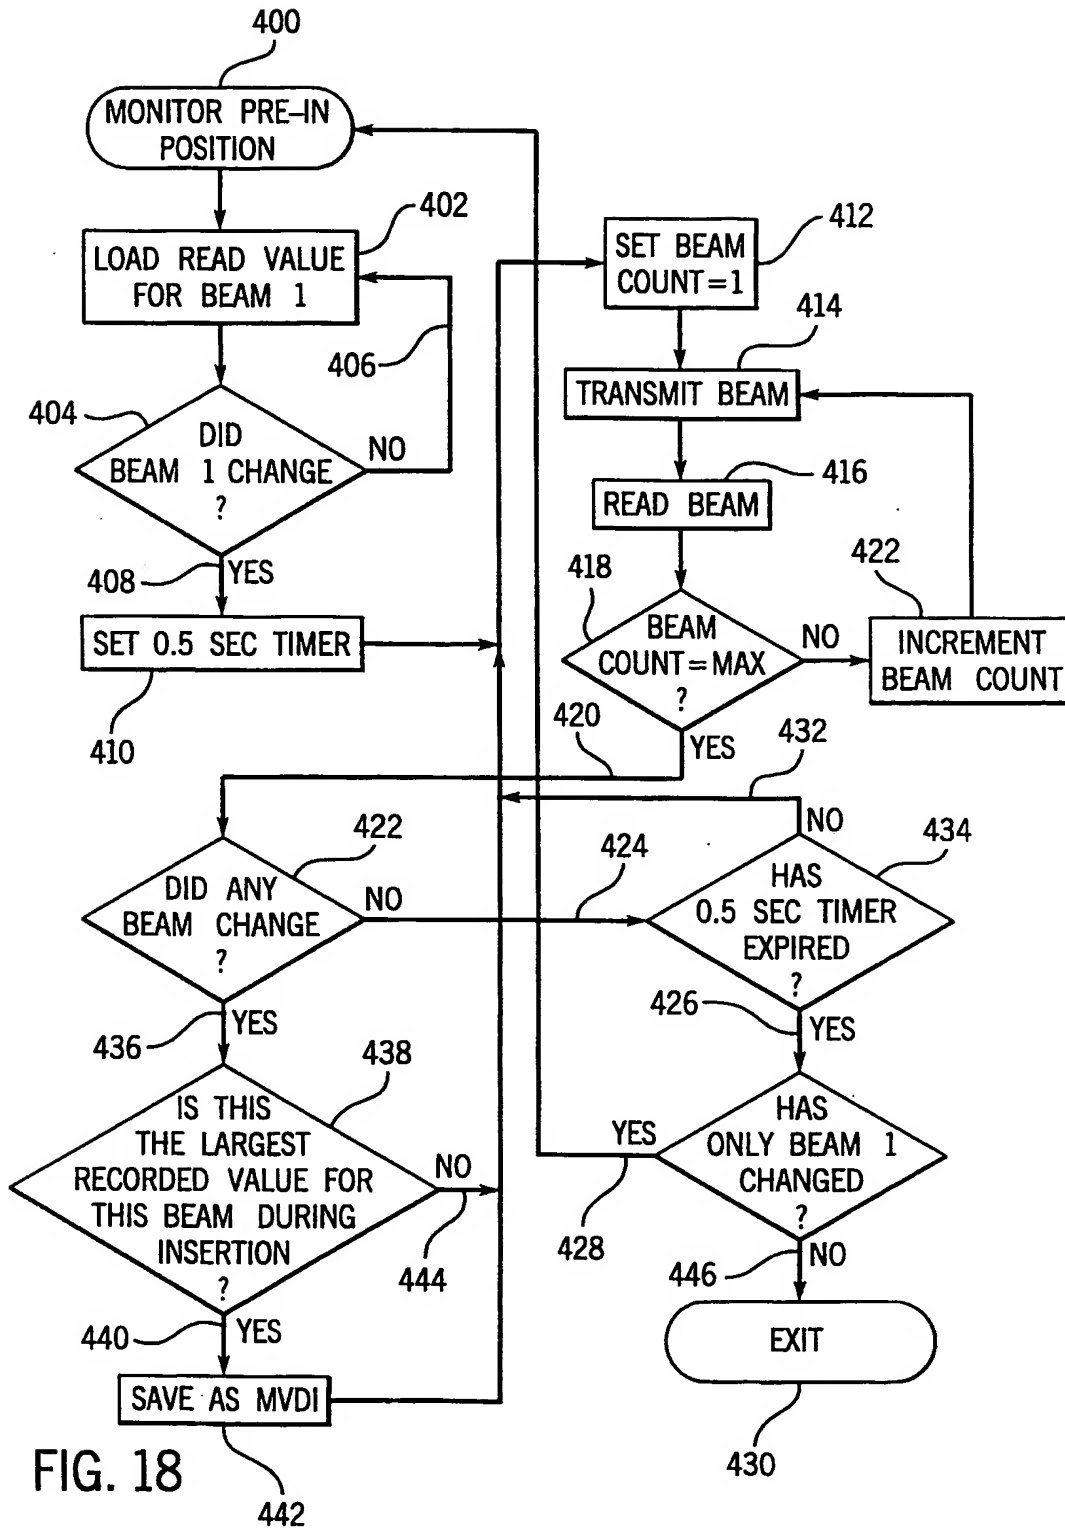 400
MONITOR PRE-IN
POSITION
402
LOAD READ VALUE
FOR BEAM 1
406
404
DID
BEAM 1 CHANGE
?
NO
408
YES
SET 0.5 SEC TIMER
410
412
SET BEAM
COUNT=1
414
TRANSMIT BEAM
416
READ BEAM
418
BEAM
COUNT=MAX
?
NO
422
INCREMENT
BEAM COUNT
420
YES
432
422
DID ANY
BEAM CHANGE
?
NO
424
NO
434
HAS
0.5 SEC TIMER
EXPIRED
?
436
YES
426
YES
438
IS THIS
THE LARGEST
RECORDED VALUE FOR
THIS BEAM DURING
INSERTION
?
NO
444
YES
428
HAS
ONLY BEAM 1
CHANGED
?
446
NO
440
YES
SAVE AS MVDI
442
EXIT
430
FIG. 18